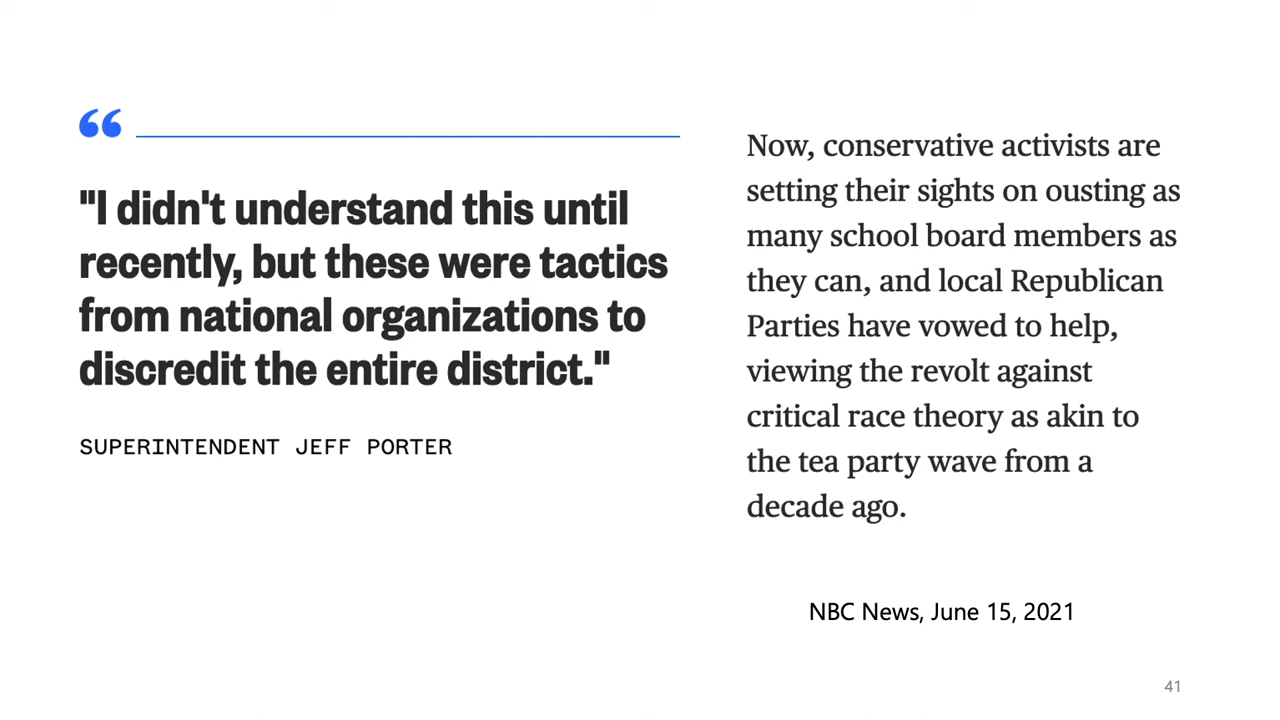 “
"I didn't understand this until
recently, but these were tactics
from national organizations to
discredit the entire district."
SUPERINTENDENT JEFF PORTER
Now, conservative activists are
setting their sights on ousting as
many school board members as
they can, and local Republican
Parties have vowed to help,
viewing the revolt against
critical race theory as akin to
the tea party wave from a
decade ago.
NBC News, June 15, 2021
41